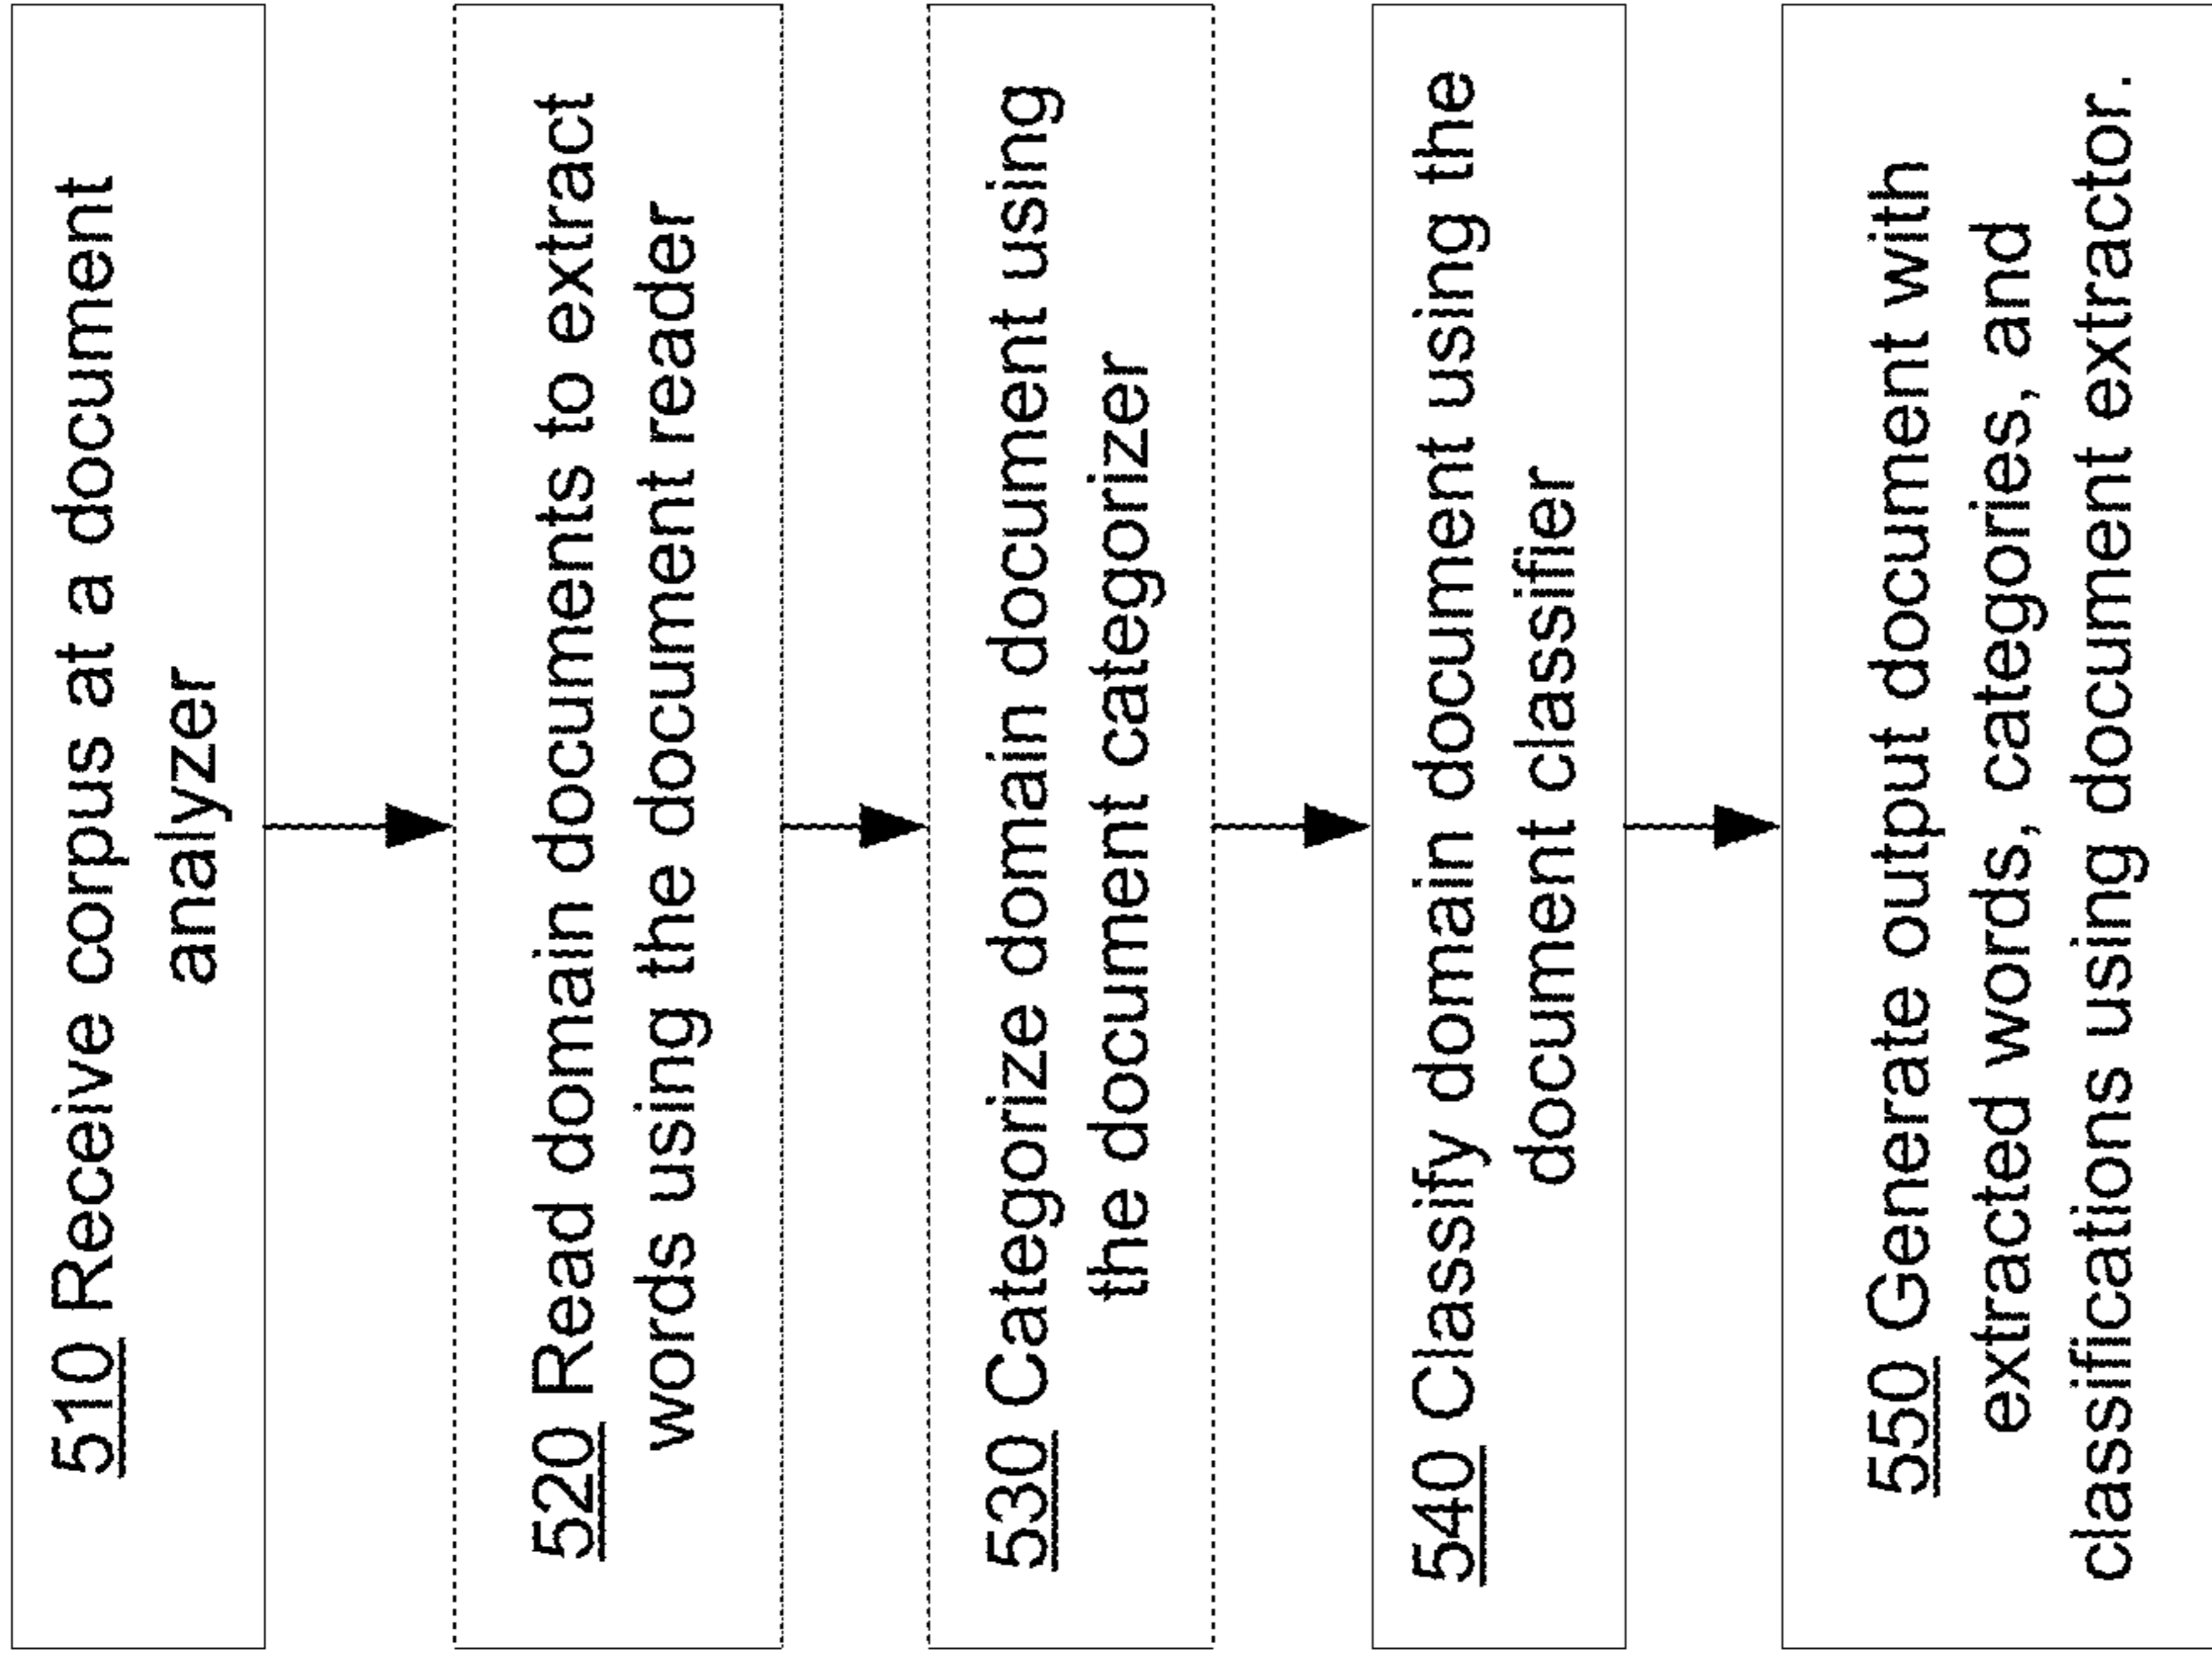 510 Receive corpus at a document
analyzer
520 Read domain documents to extract
words using the document reader
530 Categorize domain document using
the document categorizer
540 Classify domain document using the
document classifier
550 Generate output document with
extracted words, categories, and
classifications using document extractor.